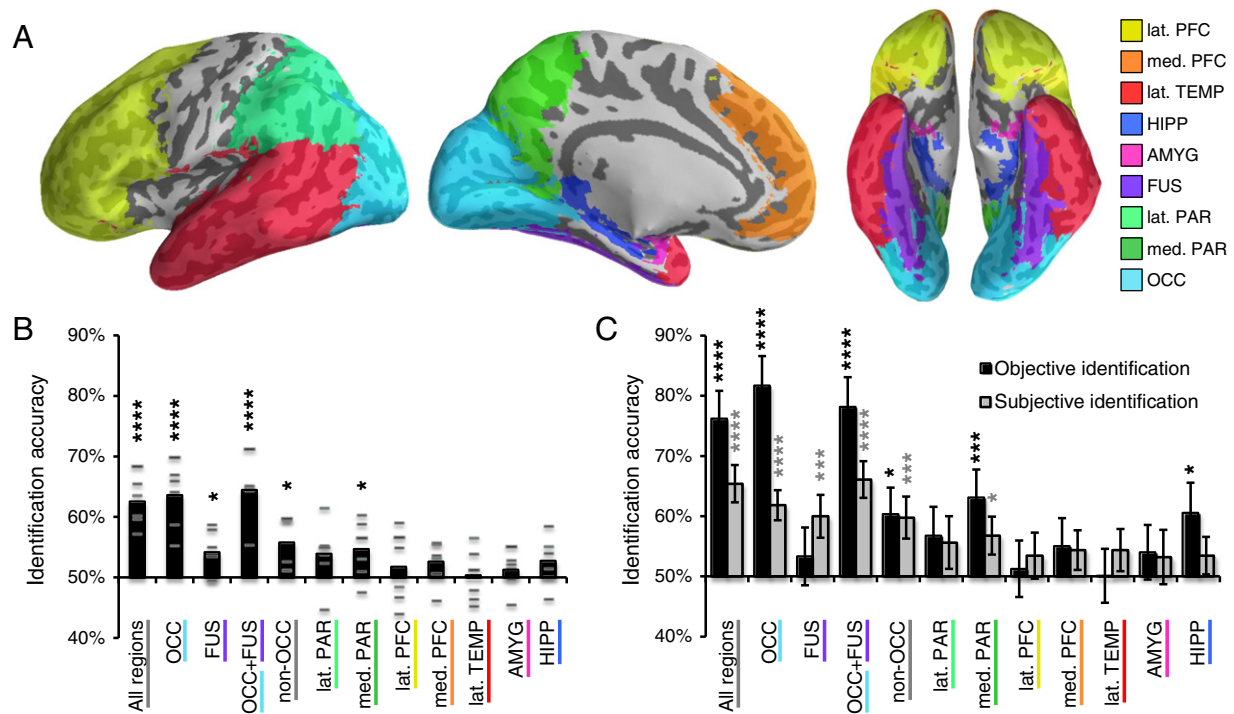 A
lat. PFC
med. PFC
lat. TEMP
HIPP
AMYG
FUS
lat. PAR
med. PAR
OCC
B
Identification accuracy
90%
80%
70%
60%
50%
40%
****
****
*
****
*
*
All regions
OCC
FUS
OCC+FUS
non-OCC
lat. PAR
med. PAR
lat. PFC
med. PFC
lat. TEMP
AMYG
HIPP
C
Identification accuracy
90%
80%
70%
60%
50%
40%
Objective identification
Subjective identification
****
****
****
****
***
****
****
*
***
***
*
*
All regions
OCC
FUS
OCC+FUS
non-OCC
lat. PAR
med. PAR
lat. PFC
med. PFC
lat. TEMP
AMYG
HIPP